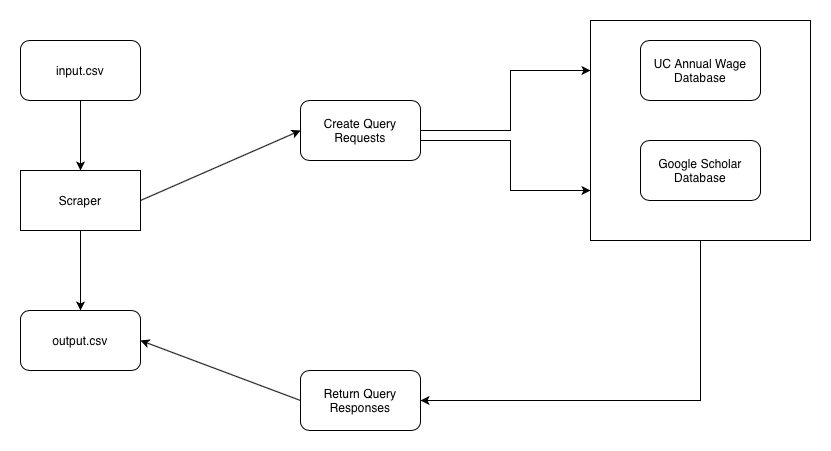 input.csv
UC Annual Wage
Database
Create Query
Requests
Google Scholar
Database
Scraper
output.csv
Return Query
Responses